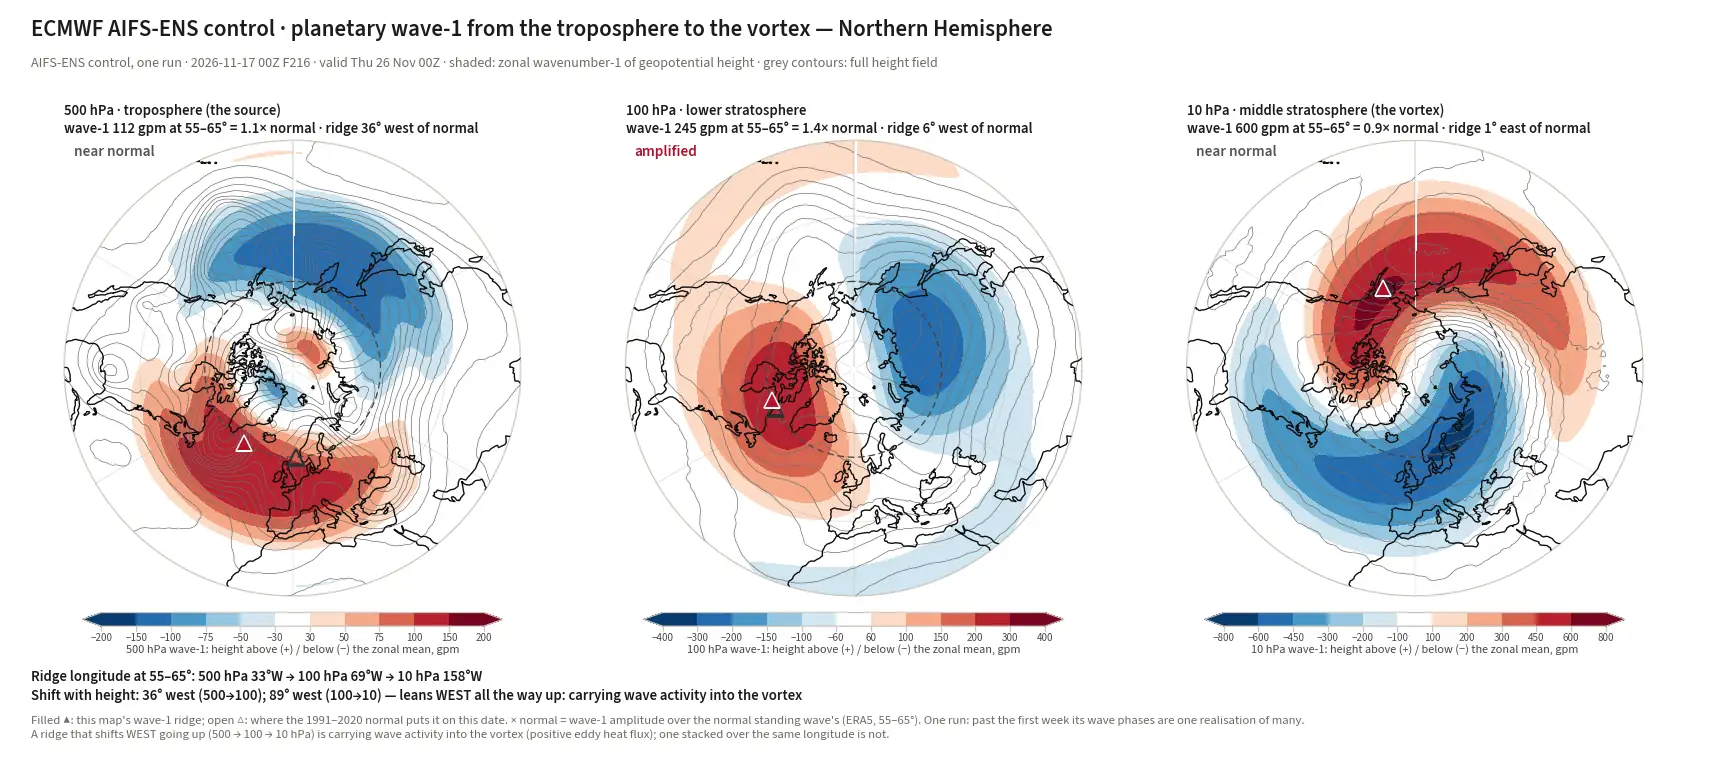 ECMWF AIFS-ENS control · planetary wave-1 from the troposphere to the vortex — Northern Hemisphere
AIFS-ENS control, one run · 2026-11-17 00Z F216 · valid Thu 26 Nov 00Z · shaded: zonal wavenumber-1 of geopotential height · grey contours: full height field
500 hPa · troposphere (the source)
wave-1 112 gpm at 55–65° = 1.1× normal · ridge 36° west of normal
near normal
100 hPa · lower stratosphere
wave-1 245 gpm at 55–65° = 1.4× normal · ridge 6° west of normal
amplified
10 hPa · middle stratosphere (the vortex)
wave-1 600 gpm at 55–65° = 0.9× normal · ridge 1° east of normal
near normal
−200 −150 −100 −75 −50 −30 30 50 75 100 150 200
500 hPa wave-1: height above (+) / below (−) the zonal mean, gpm
−400 −300 −200 −150 −100 −60 60 100 150 200 300 400
100 hPa wave-1: height above (+) / below (−) the zonal mean, gpm
−800 −600 −450 −300 −200 −100 100 200 300 450 600 800
10 hPa wave-1: height above (+) / below (−) the zonal mean, gpm
Ridge longitude at 55–65°: 500 hPa 33°W → 100 hPa 69°W → 10 hPa 158°W
Shift with height: 36° west (500→100); 89° west (100→10) — leans WEST all the way up: carrying wave activity into the vortex
Filled ▲: this map's wave-1 ridge; open △: where the 1991–2020 normal puts it on this date. × normal = wave-1 amplitude over the normal standing wave's (ERA5, 55–65°). One run: past the first week its wave phases are one realisation of many.
A ridge that shifts WEST going up (500 → 100 → 10 hPa) is carrying wave activity into the vortex (positive eddy heat flux); one stacked over the same longitude is not.